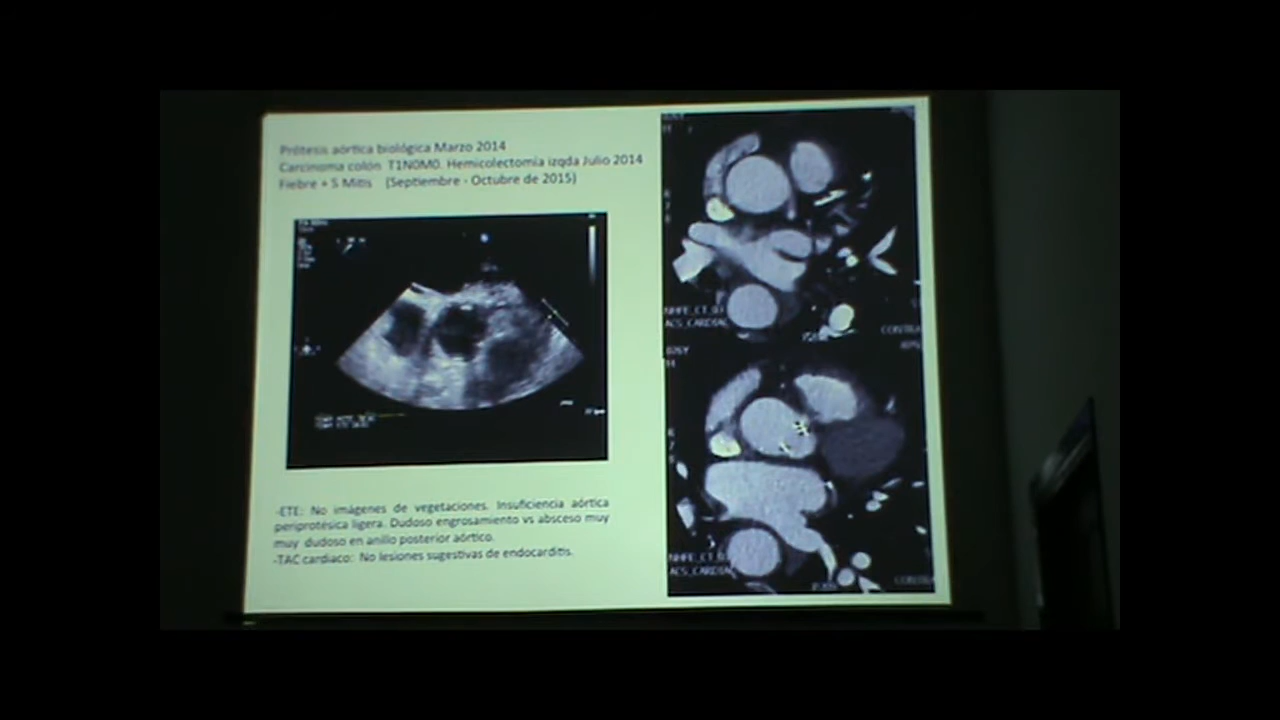 Prótesis aórtica biológica Marzo 2014
Carcinoma colón T1N0M0. Hemicolectomía izqda Julio 2014
Fiebre + S Mitis (Septiembre - Octubre de 2015)
-ETE: No imágenes de vegetaciones. Insuficiencia aórtica
periprotésica ligera. Dudoso engrosamiento vs absceso muy
muy dudoso en anillo posterior aórtico.
-TAC cardiaco: No lesiones sugestivas de endocarditis.
ACS_CARDIAC
ACS_CARDIAC